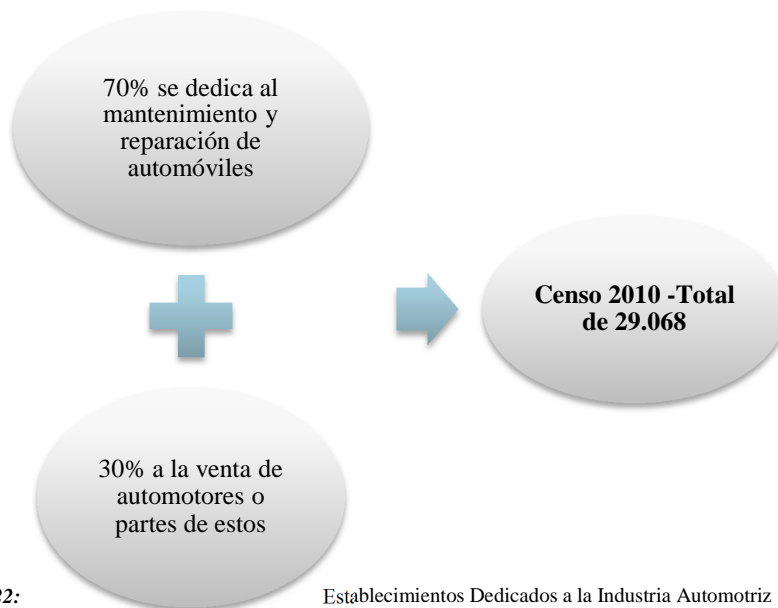 70% se dedica al
mantenimiento y
reparación de
automóviles
Censo 2010 -Total
de 29.068
30% a la venta de
automotores o
partes de estos
22:
Establecimientos Dedicados a la Industria Automotriz